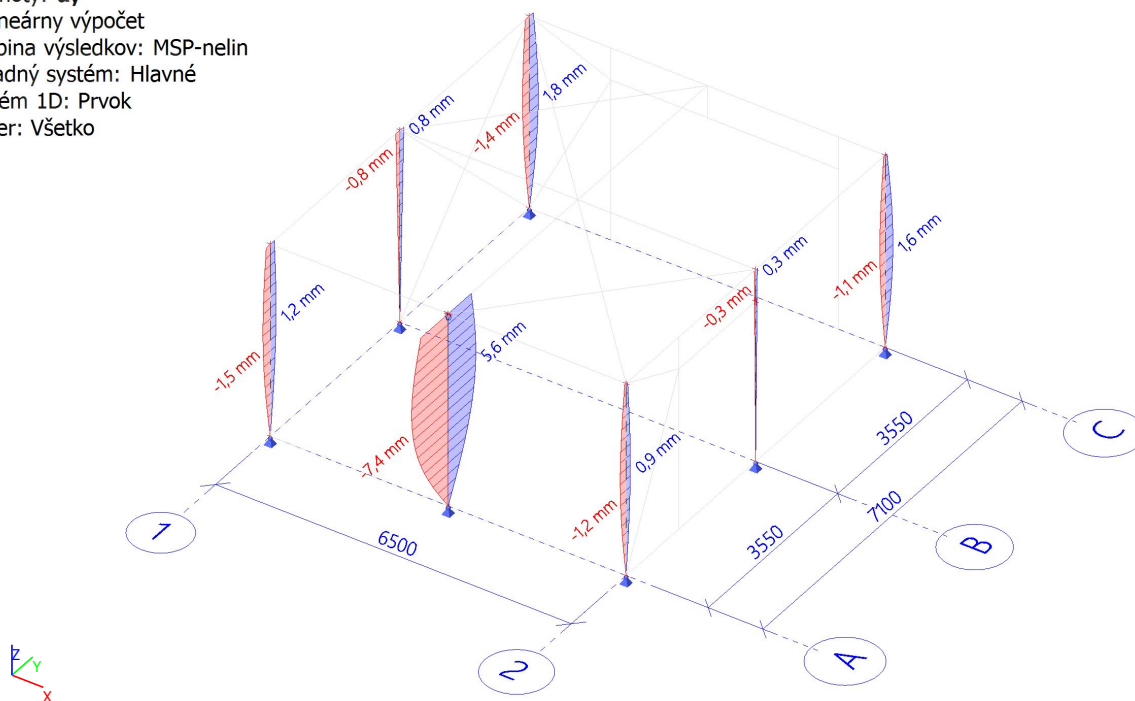 neárny výpočet
pina výsledkov: MSP-nelin
adný systém: Hlavné
ém 1D: Prvok
er: Všetko
1,8 mm
-1,4 mm
0,8 mm
-0,8 mm
1,6 mm
-1,1 mm
0,3 mm
-0,3 mm
1,2 mm
-1,5 mm
5,6 mm
-7,4 mm
0,9 mm
-1,2 mm
3550
7100
3550
6500
C
B
A
1
2
Z
Y
X